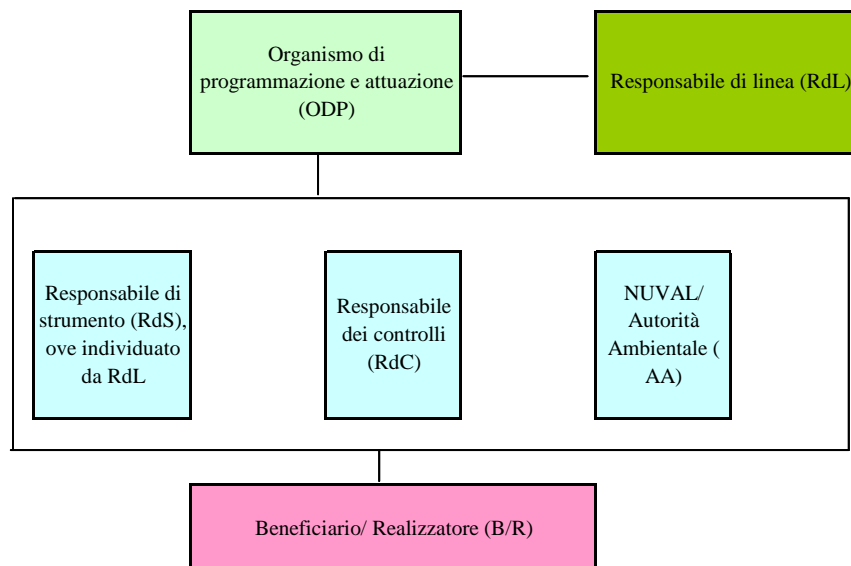 Organismo di
programmazione e attuazione
(ODP)
Responsabile di linea (RdL)
Responsabile di
strumento (RdS),
ove individuato
da RdL
Responsabile
dei controlli
(RdC)
NUVAL/
Autorità
Ambientale (
AA)
Beneficiario/ Realizzatore (B/R)